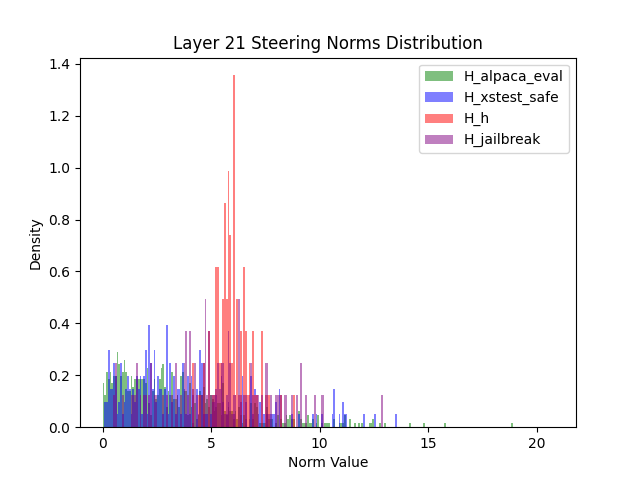 Layer 21 Steering Norms Distribution
H_alpaca_eval
H_xstest_safe
H_h
H_jailbreak
1.4
1.2
1.0
0.8
0.6
0.4
0.2
0.0
Density
0
5
10
15
20
Norm Value